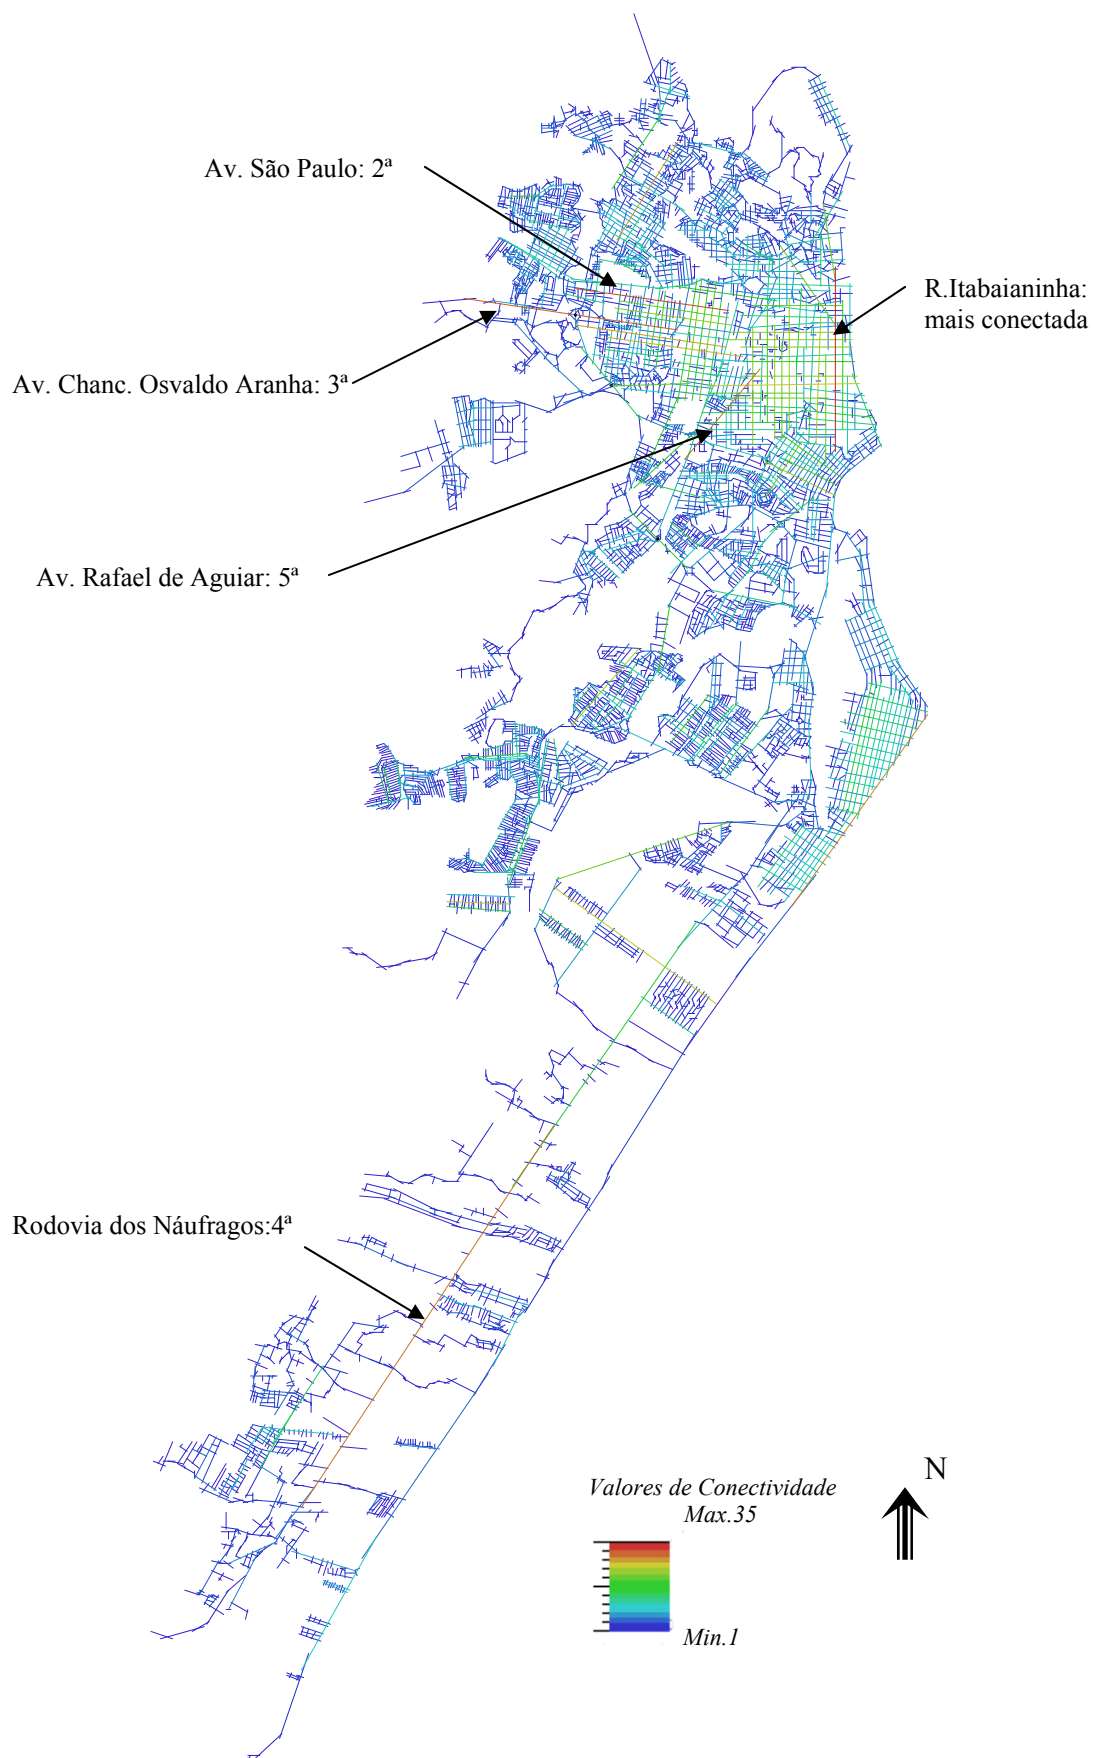 Av. São Paulo: 2ª
R.Itabaianinha:
mais conectada
Av. Chanc. Osvaldo Aranha: 3ª
Av. Rafael de Aguiar: 5ª
Rodovia dos Náufragos:4ª
N
Valores de Conectividade
Max.35
Min.1